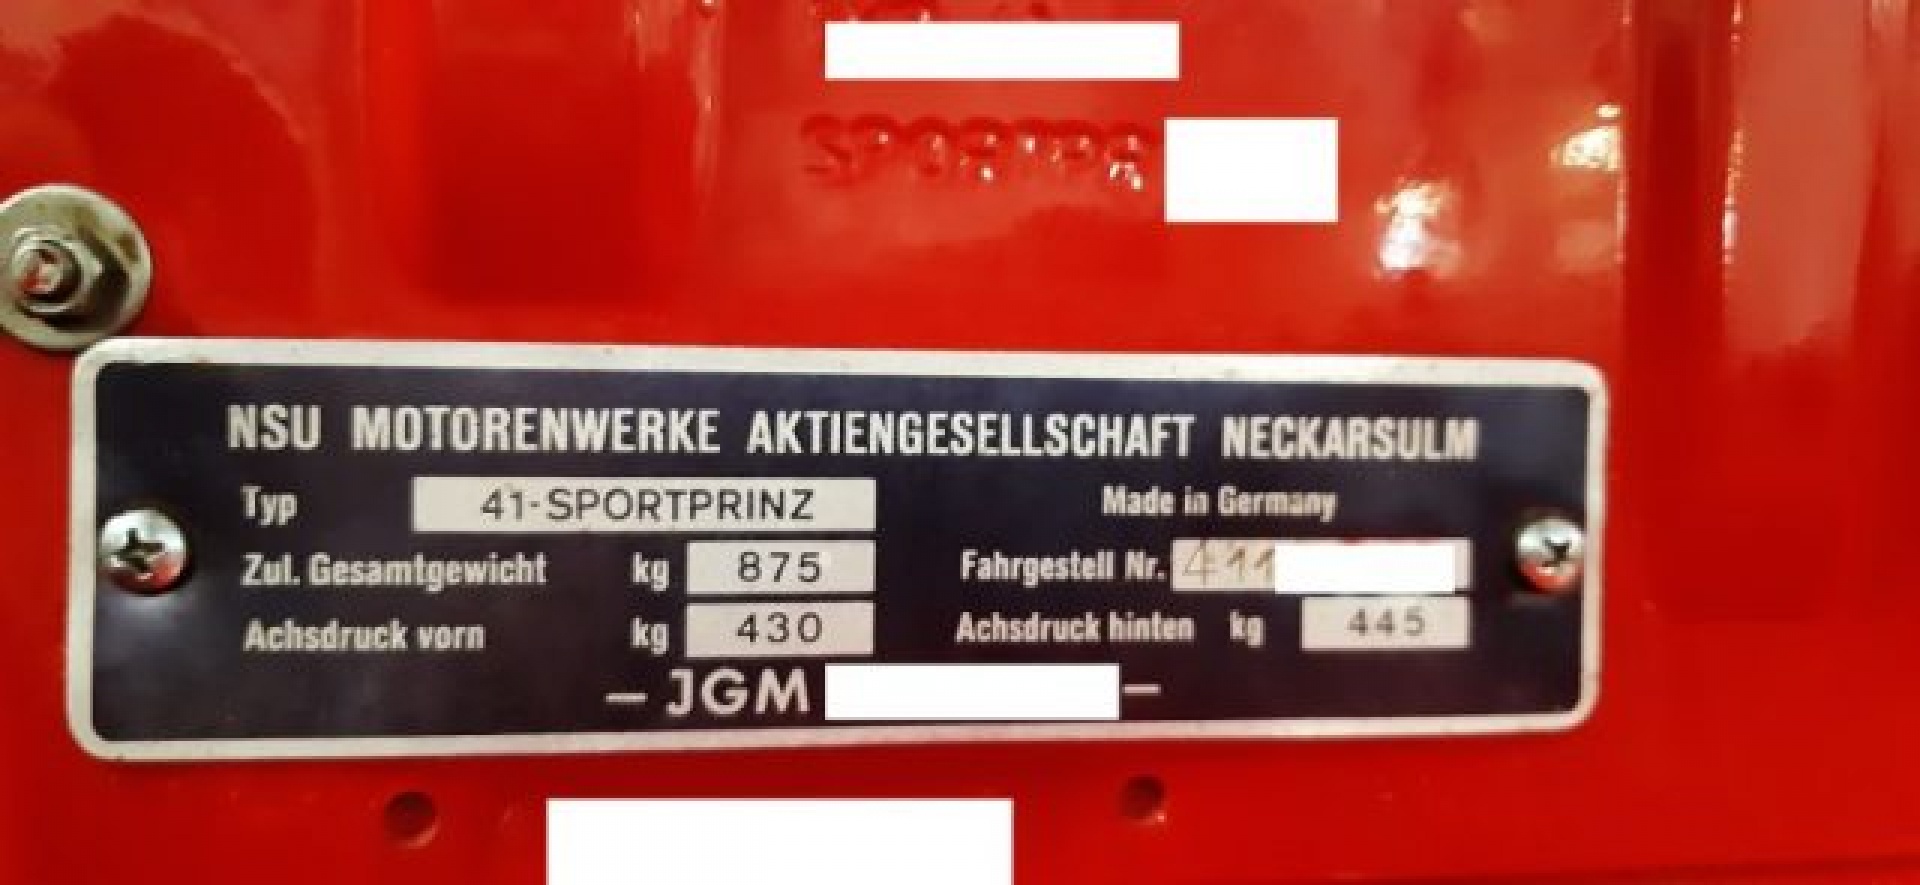 SPORTPR
NSU MOTORENWERKE AKTIENGESELLSCHAFT NECKARSULM
Typ 41-SPORTPRINZ Made in Germany
Zul. Gesamtgewicht kg 875 Fahrgestell Nr. 411
Achsdruck vorn kg 430 Achsdruck hinten kg 445
– JGM –